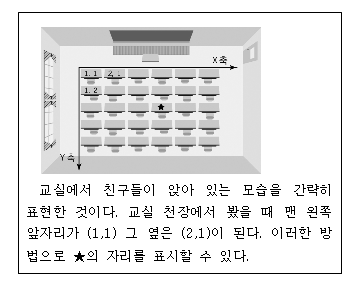 X축
1, 1 2, 1
1, 2
★
Y축
교실에서 친구들이 앉아 있는 모습을 간략히
표현한 것이다. 교실 천장에서 봤을 때 맨 왼쪽
앞자리가 (1,1) 그 옆은 (2,1)이 된다. 이러한 방
법으로 ★의 자리를 표시할 수 있다.